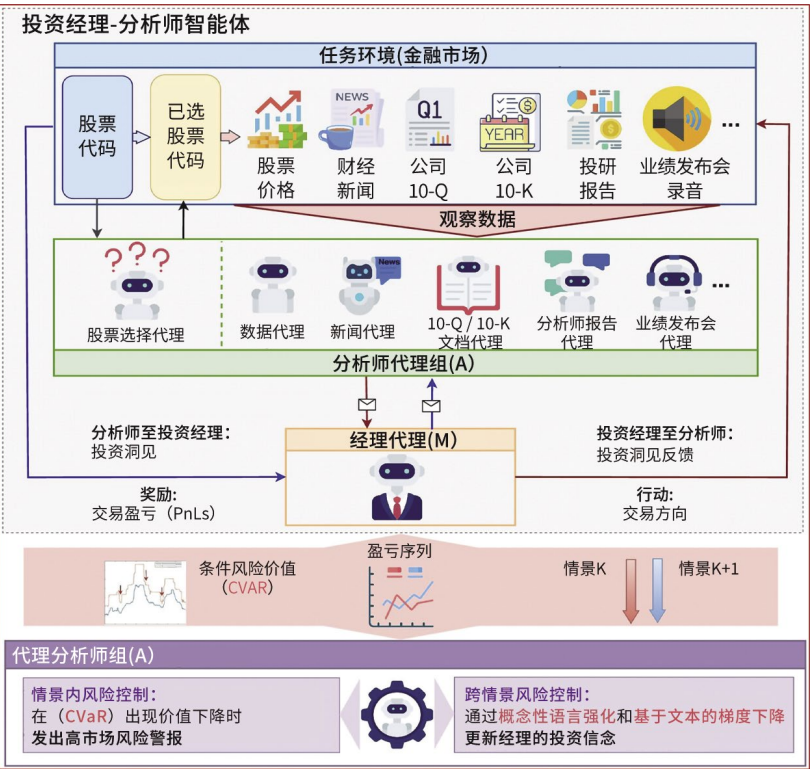 投资经理-分析师智能体
任务环境(金融市场)
股票
代码
已选
股票
代码
股票
价格
NEWS
财经
新闻
Q1
公司
10-Q
YEAR
公司
10-K
投研
报告
业绩发布会
录音
...
观察数据
???
股票选择代理
数据代理
News
新闻代理
10-Q / 10-K
文档代理
分析师报告
代理
业绩发布会
代理
...
分析师代理组(A)
分析师至投资经理:
投资洞见
经理代理(M)
投资经理至分析师:
投资洞见反馈
奖励:
交易盈亏（PnLs）
行动:
交易方向
条件风险价值
（CVAR）
盈亏序列
情景K
情景K+1
代理分析师组(A)
情景内风险控制:
在（CVaR）出现价值下降时
发出高市场风险警报
跨情景风险控制:
通过概念性语言强化和基于文本的梯度下降
更新经理的投资信念